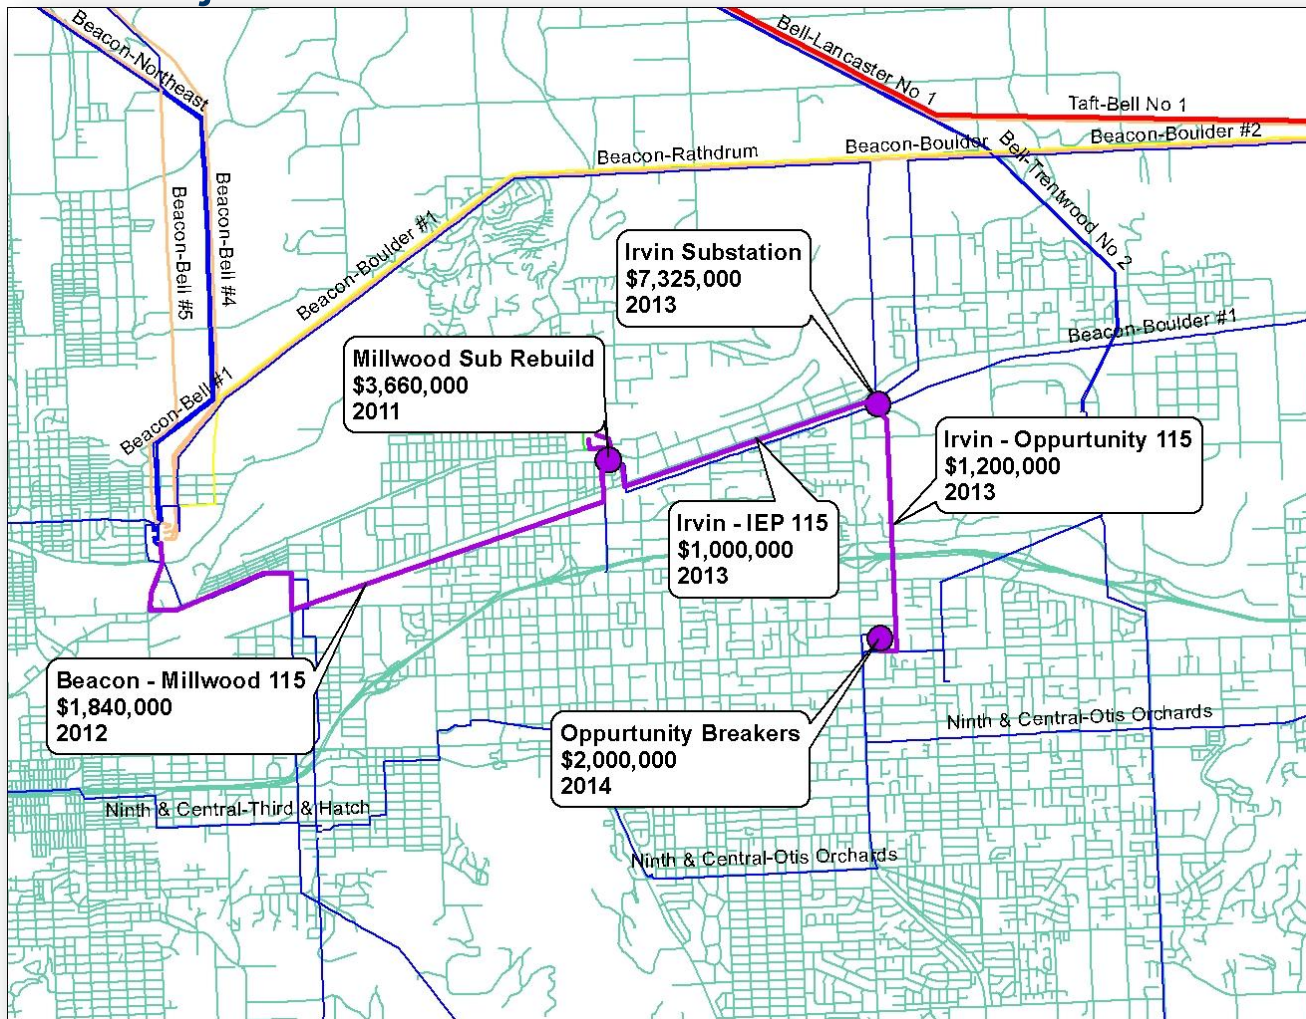 Beacon-Northeast
Bell-Lancaster No 1
Taft-Bell No 1
Beacon-Rathdrum
Beacon-Boulder
Beacon-Boulder #2
Bell-Trentwood No 2
Beacon-Bell #5
Beacon-Bell #4
Beacon-Boulder #1
Irvin Substation
$7,325,000
2013
Beacon-Boulder #1
Millwood Sub Rebuild
$3,660,000
2011
Beacon-Bell #1
Irvin - Oppurtunity 115
$1,200,000
2013
Irvin - IEP 115
$1,000,000
2013
Beacon - Millwood 115
$1,840,000
2012
Oppurtunity Breakers
$2,000,000
2014
Ninth & Central-Otis Orchards
Ninth & Central-Third & Hatch
Ninth & Central-Otis Orchards